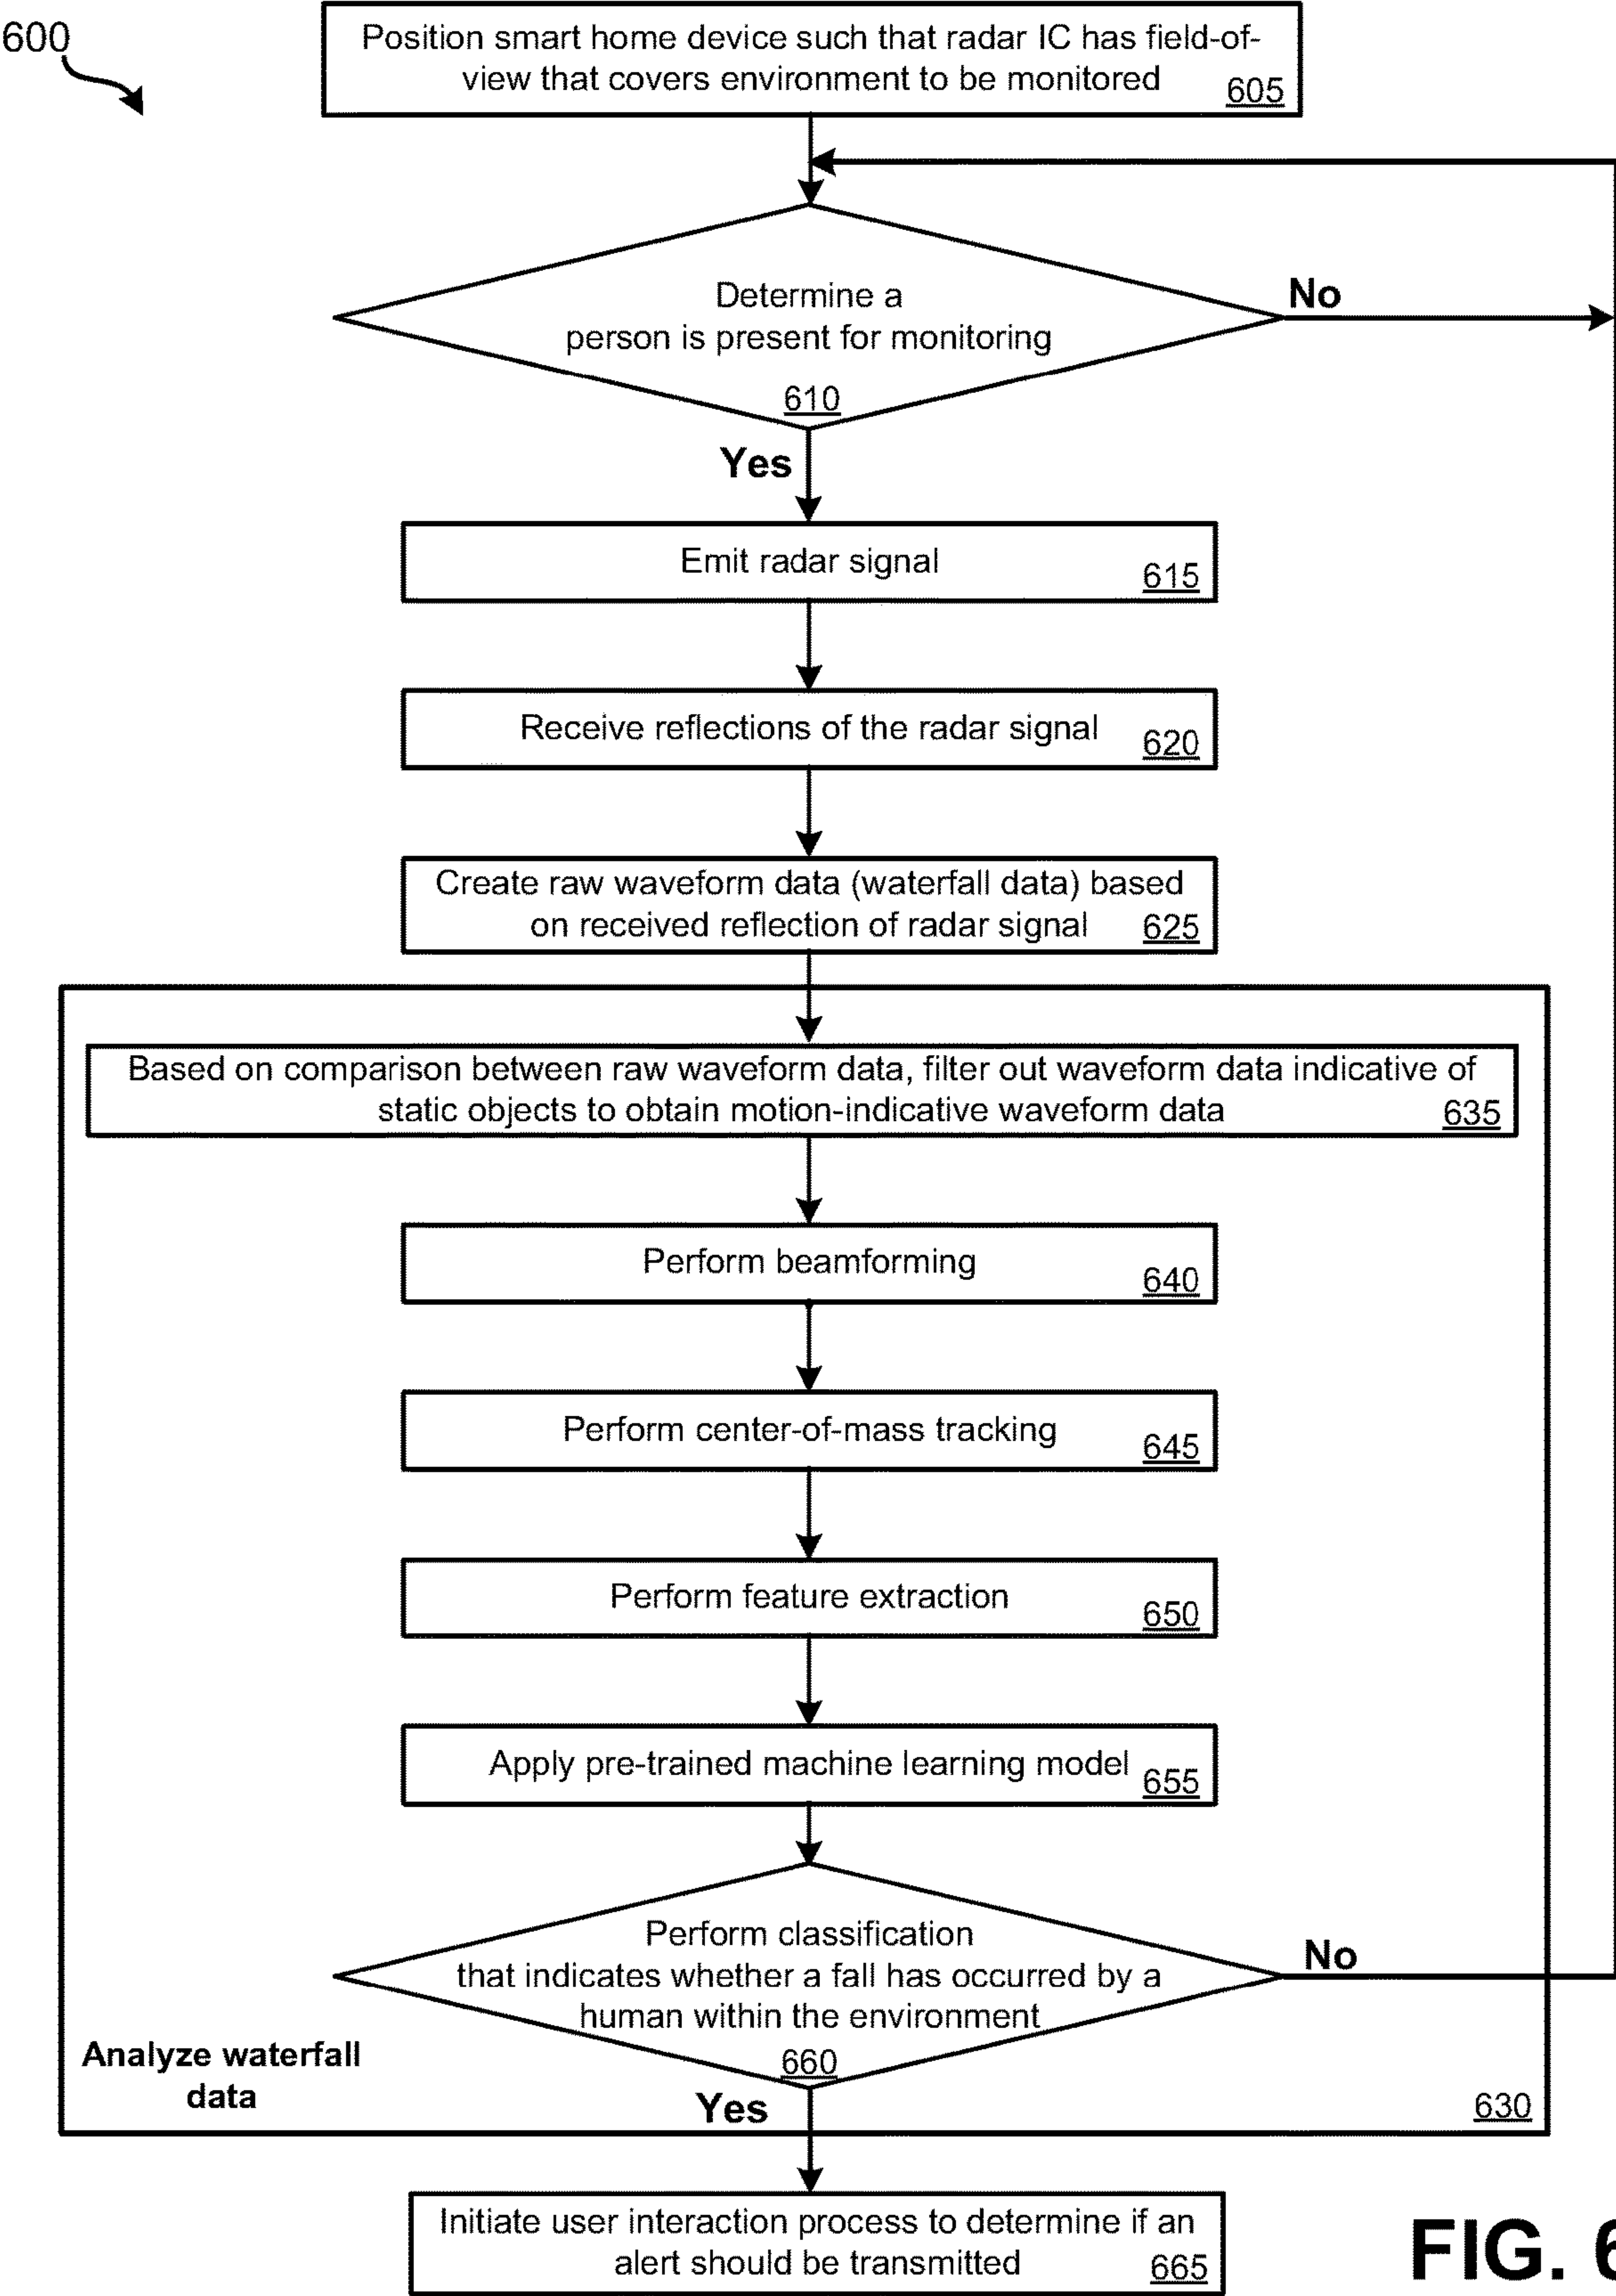 600
Position smart home device such that radar IC has field-of-
view that covers environment to be monitored
605
Determine a
person is present for monitoring
610
No
Yes
Emit radar signal
615
Receive reflections of the radar signal
620
Create raw waveform data (waterfall data) based
on received reflection of radar signal
625
Based on comparison between raw waveform data, filter out waveform data indicative of
static objects to obtain motion-indicative waveform data
635
Perform beamforming
640
Perform center-of-mass tracking
645
Perform feature extraction
650
Apply pre-trained machine learning model
655
Perform classification
that indicates whether a fall has occurred by a
human within the environment
660
No
Analyze waterfall
data
Yes
630
Initiate user interaction process to determine if an
alert should be transmitted
665
FIG. 6